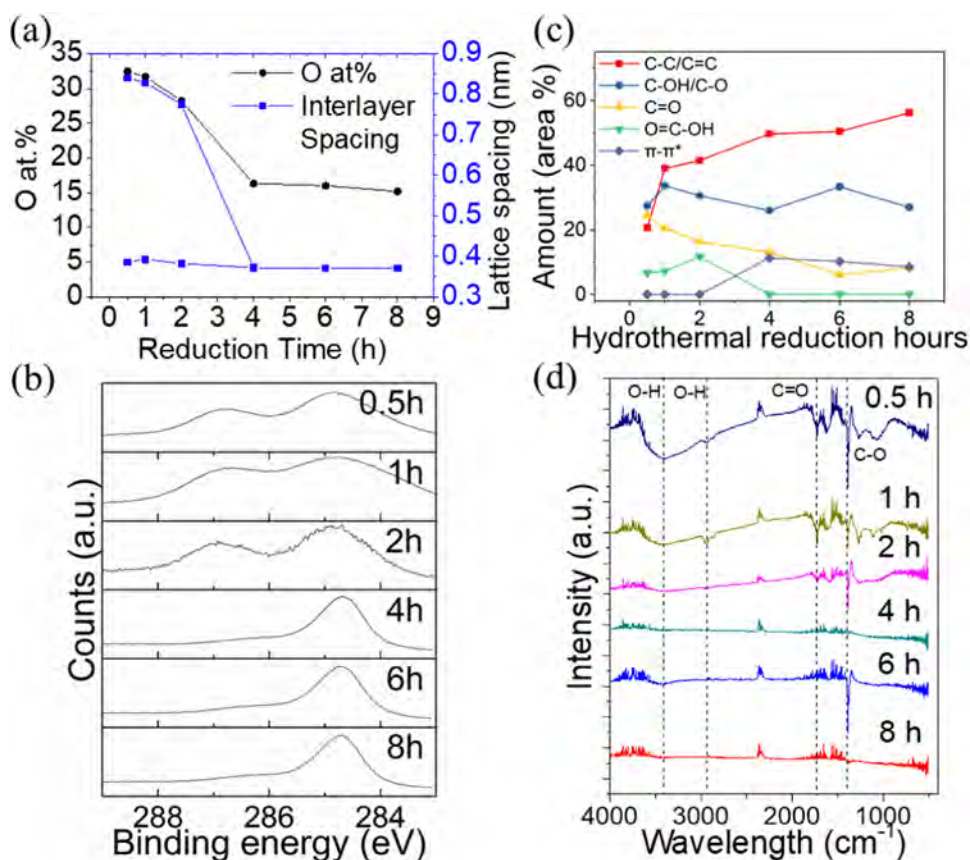 (a)
35
30
25
20
15
10
5
0
O at.%
0 1 2 3 4 5 6 7 8 9
Reduction Time (h)
0.9
0.8
0.7
0.6
0.5
0.4
0.3
Lattice spacing (nm)
O at%
Interlayer
Spacing
(c)
60
40
20
0
Amount (area %)
C-C/C=C
C-OH/C-O
C=O
O=C-OH
π-π*
0 2 4 6 8
Hydrothermal reduction hours
(b)
0.5h
1h
2h
4h
6h
8h
Counts (a.u.)
288 286 284
Binding energy (eV)
(d)
O-H O-H C=O
0.5 h
C-O
1 h
2 h
4 h
6 h
8 h
Intensity (a.u.)
4000 3000 2000 1000
Wavelength (cm⁻¹)